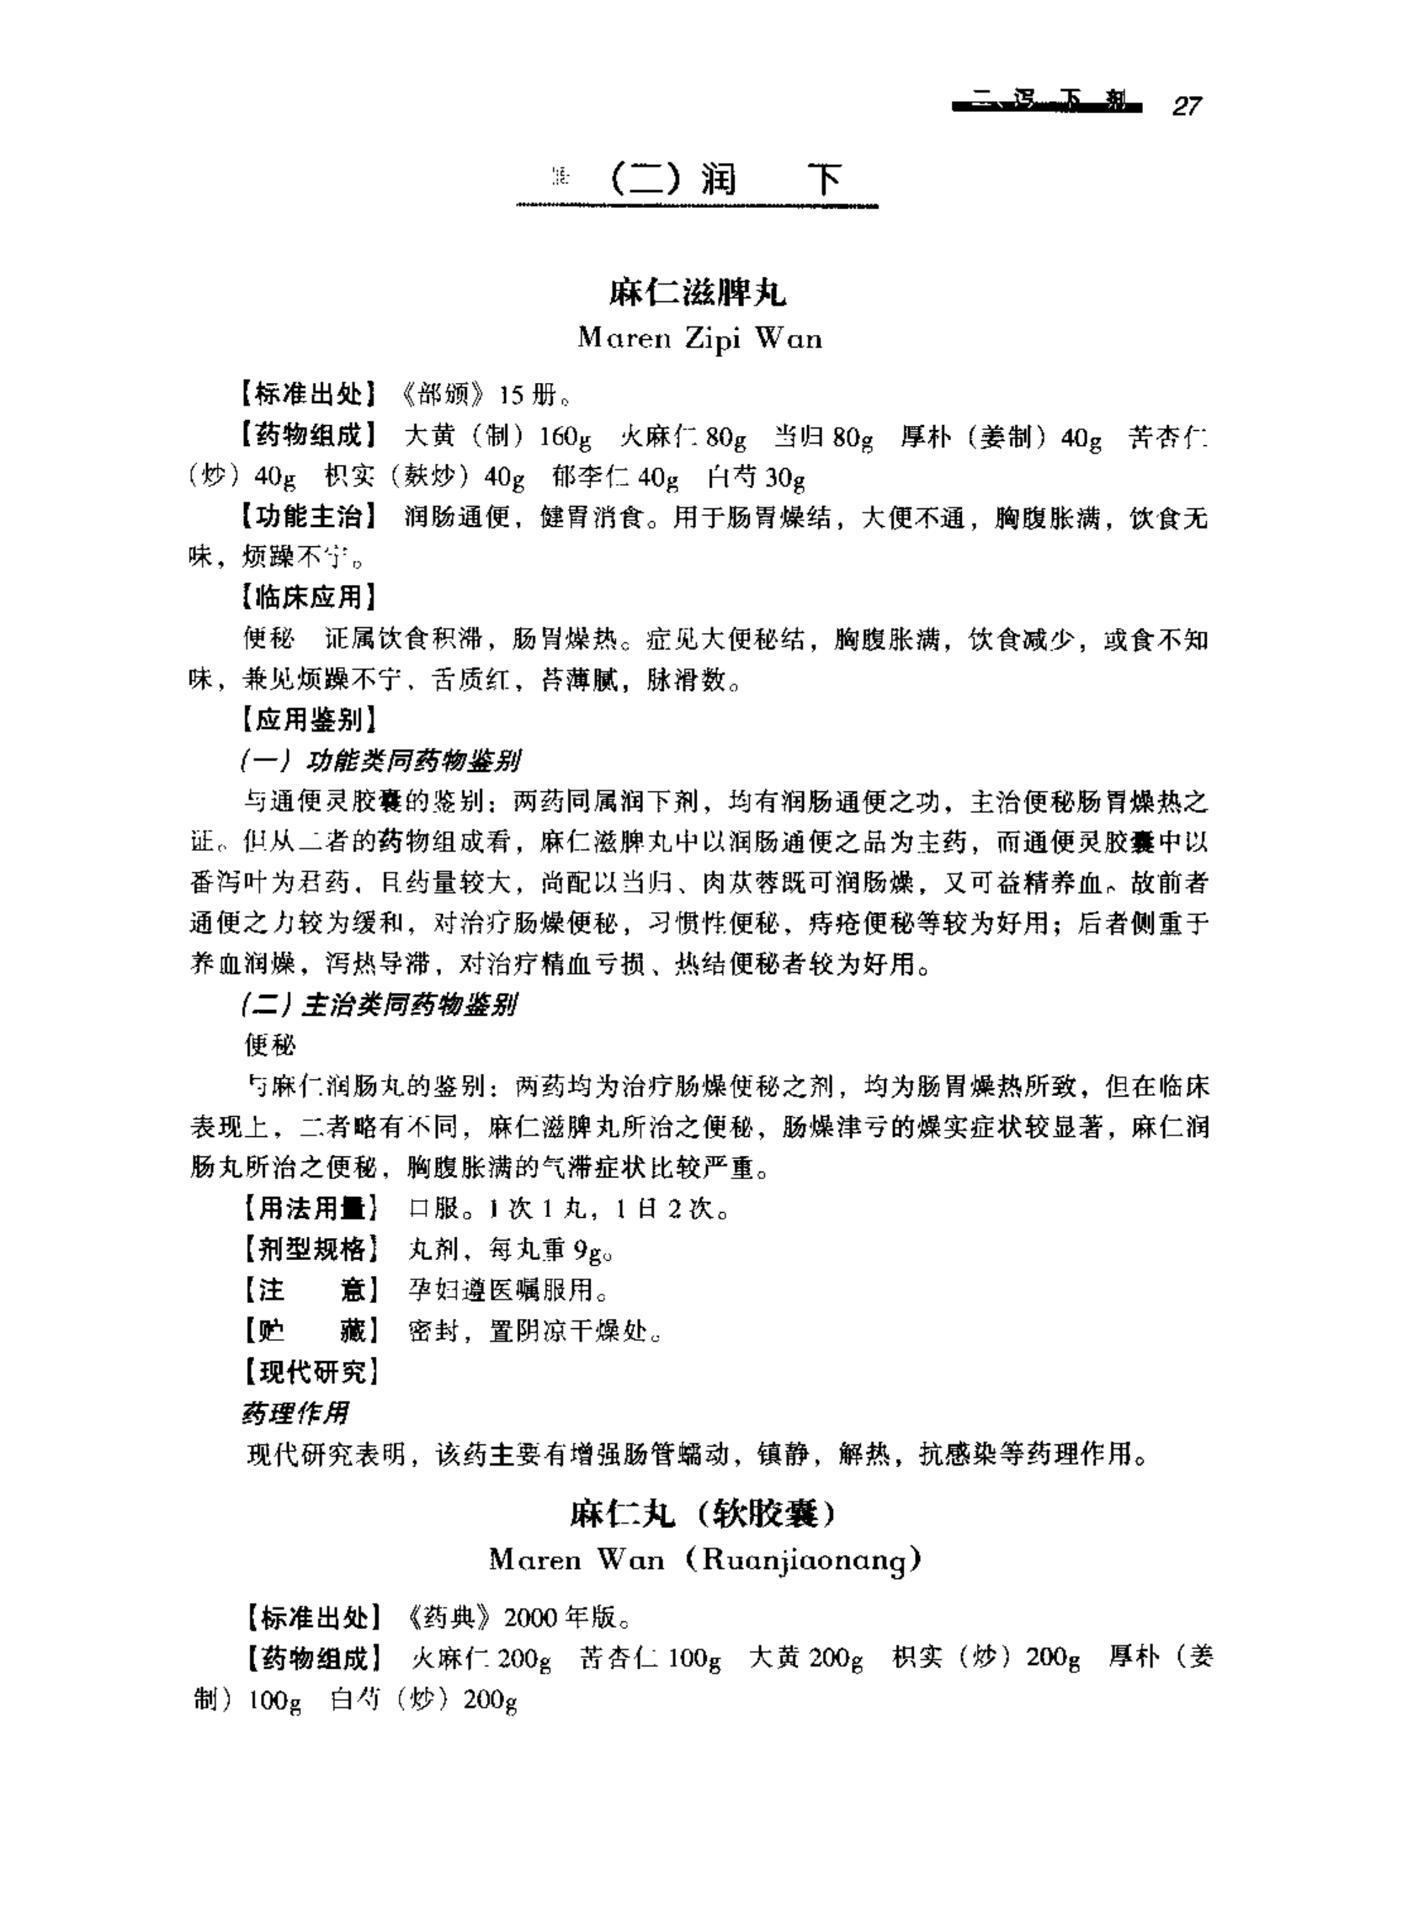 二、泻下剂 27
（二）润　下
麻仁滋脾丸
Maren Zipi Wan
【标准出处】《部颁》15 册。
【药物组成】 大黄（制）160g 火麻仁 80g 当归 80g 厚朴（姜制）40g 苦杏仁
（炒）40g 枳实（麸炒）40g 郁李仁 40g 白芍 30g
【功能主治】 润肠通便，健胃消食。用于肠胃燥结，大便不通，胸腹胀满，饮食无
味，烦躁不宁。
【临床应用】
便秘 证属饮食积滞，肠胃燥热。症见大便秘结，胸腹胀满，饮食减少，或食不知
味，兼见烦躁不宁，舌质红，苔薄腻，脉滑数。
【应用鉴别】
（一）功能类同药物鉴别
与通便灵胶囊的鉴别：两药同属润下剂，均有润肠通便之功，主治便秘肠胃燥热之
证。但从二者的药物组成看，麻仁滋脾丸中以润肠通便之品为主药，而通便灵胶囊中以
番泻叶为君药，且药量较大，尚配以当归、肉苁蓉既可润肠燥，又可益精养血。故前者
通便之力较为缓和，对治疗肠燥便秘，习惯性便秘，痔疮便秘等较为好用；后者侧重于
养血润燥，泻热导滞，对治疗精血亏损、热结便秘者较为好用。
（二）主治类同药物鉴别
便秘
与麻仁润肠丸的鉴别：两药均为治疗肠燥便秘之剂，均为肠胃燥热所致，但在临床
表现上，二者略有不同，麻仁滋脾丸所治之便秘，肠燥津亏的燥实症状较显著，麻仁润
肠丸所治之便秘，胸腹胀满的气滞症状比较严重。
【用法用量】 口服。1 次 1 丸，1 日 2 次。
【剂型规格】 丸剂，每丸重 9g。
【注　意】 孕妇遵医嘱服用。
【贮　藏】 密封，置阴凉干燥处。
【现代研究】
药理作用
现代研究表明，该药主要有增强肠管蠕动，镇静，解热，抗感染等药理作用。
麻仁丸（软胶囊）
Maren Wan（Ruanjiaonang）
【标准出处】《药典》2000 年版。
【药物组成】 火麻仁 200g 苦杏仁 100g 大黄 200g 枳实（炒）200g 厚朴（姜
制）100g 白芍（炒）200g